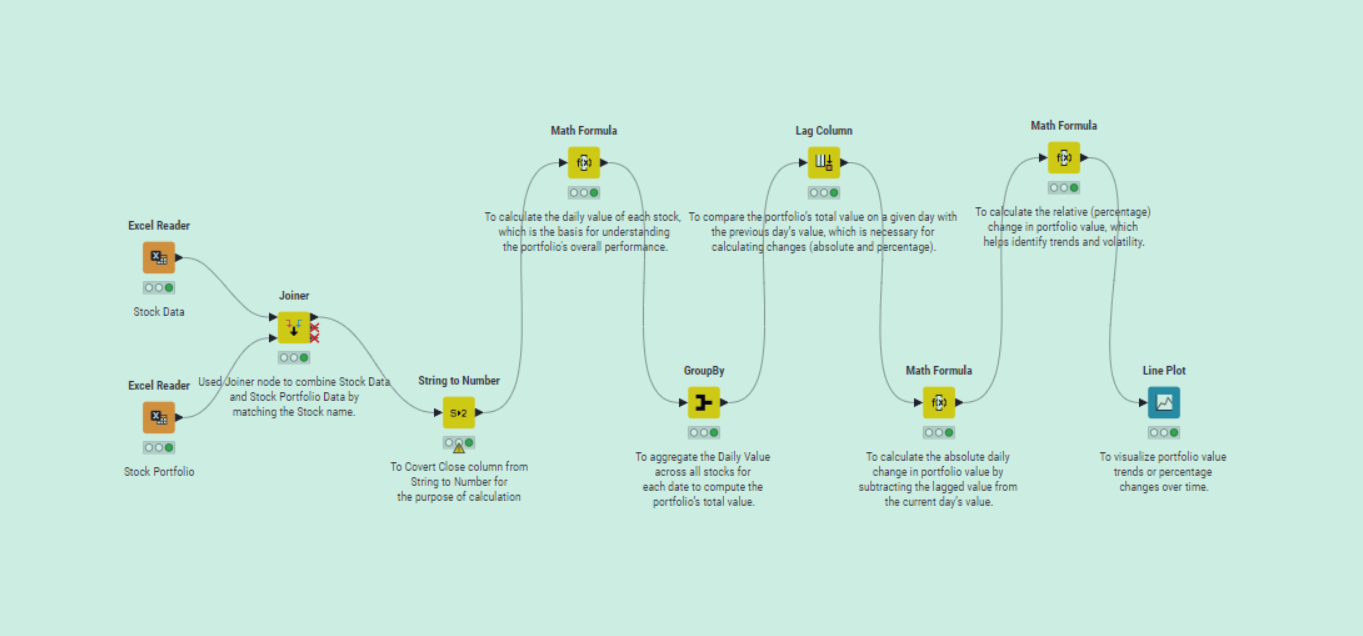 Excel Reader
Stock Data
Excel Reader
Stock Portfolio
Joiner
Used Joiner node to combine Stock Data
and Stock Portfolio Data by
matching the Stock name.
String to Number
S▸2
To Covert Close column from
String to Number for
the purpose of calculation
Math Formula
f(x)
To calculate the daily value of each stock,
which is the basis for understanding
the portfolio's overall performance.
GroupBy
To aggregate the Daily Value
across all stocks for
each date to compute the
portfolio's total value.
Lag Column
To compare the portfolio's total value on a given day with
the previous day's value, which is necessary for
calculating changes (absolute and percentage).
Math Formula
f(x)
To calculate the absolute daily
change in portfolio value by
subtracting the lagged value from
the current day's value.
Math Formula
f(x)
To calculate the relative (percentage)
change in portfolio value, which
helps identify trends and volatility.
Line Plot
To visualize portfolio value
trends or percentage
changes over time.